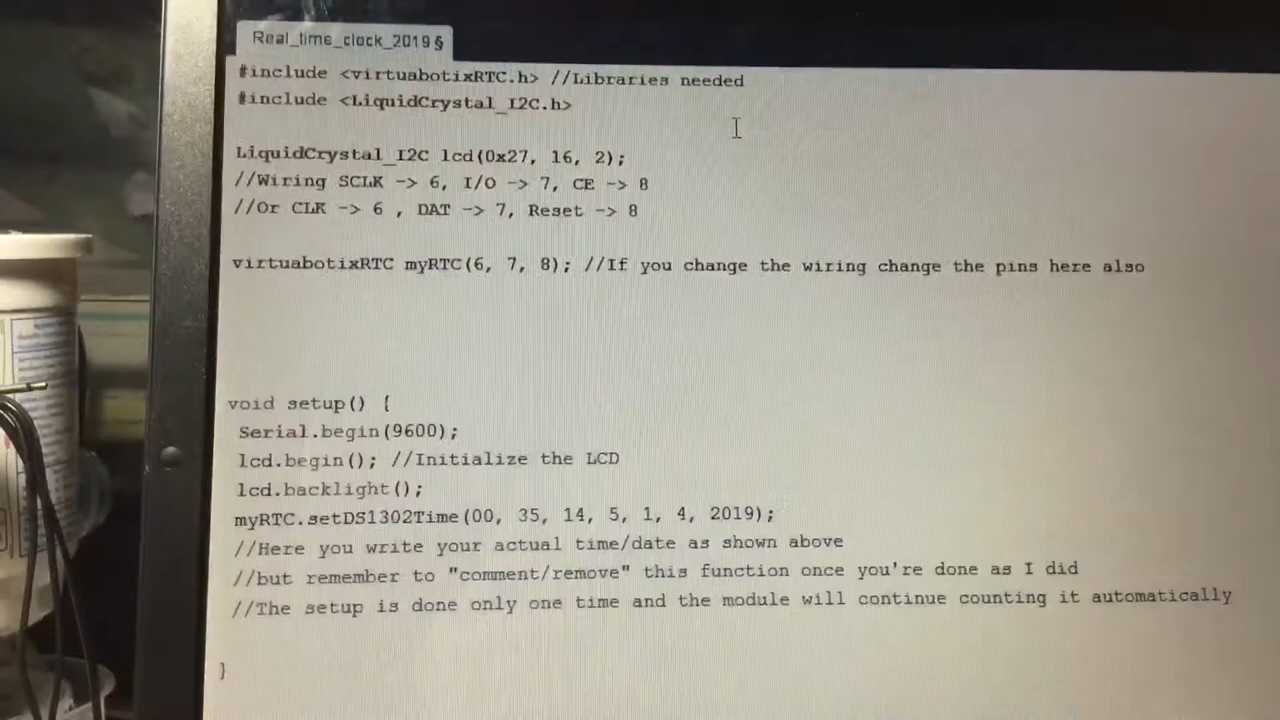 Real_time_clock_2019 §
#include <virtuabotixRTC.h> //Libraries needed
#include <LiquidCrystal_I2C.h>
LiquidCrystal_I2C lcd(0x27, 16, 2);
//Wiring SCLK -> 6, I/O -> 7, CE -> 8
//Or CLK -> 6 , DAT -> 7, Reset -> 8
virtuabotixRTC myRTC(6, 7, 8); //If you change the wiring change the pins here also
void setup() {
Serial.begin(9600);
lcd.begin(); //Initialize the LCD
lcd.backlight();
myRTC.setDS1302Time(00, 35, 14, 5, 1, 4, 2019);
//Here you write your actual time/date as shown above
//but remember to "comment/remove" this function once you're done as I did
//The setup is done only one time and the module will continue counting it automatically
}